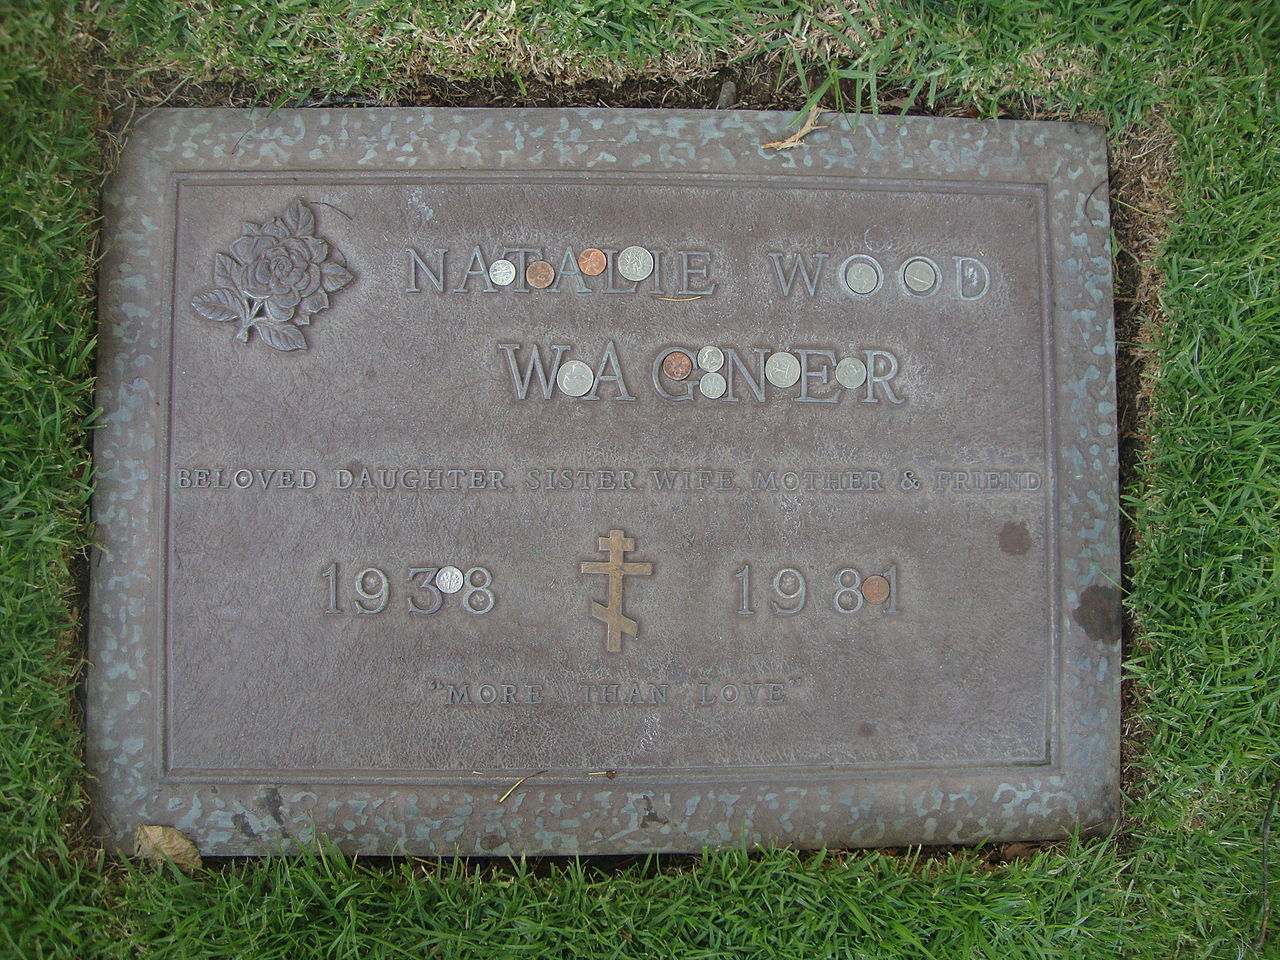 NATALIE WOOD
WAGNER
BELOVED DAUGHTER, SISTER, WIFE, MOTHER & FRIEND
1938 1981
"MORE THAN LOVE"